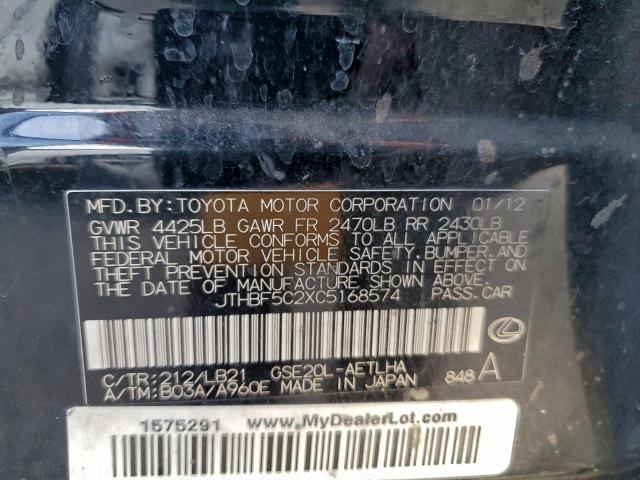 MFD.BY:TOYOTA MOTOR CORPORATION 01/12
GVWR 4425LB GAWR FR 2470LB RR 2430LB
THIS VEHICLE CONFORMS TO ALL APPLICABLE
FEDERAL MOTOR VEHICLE SAFETY,BUMPER,AND
THEFT PREVENTION STANDARDS IN EFFECT ON
THE DATE OF MANUFACTURE SHOWN ABOVE.
JTHBF5C2XC5168574 PASS.CAR
C/TR:212/LB21 GSE20L-AETLHA
A/TM:B03A/A960E MADE IN JAPAN 848 A
1575291 www.MyDealerLot.com